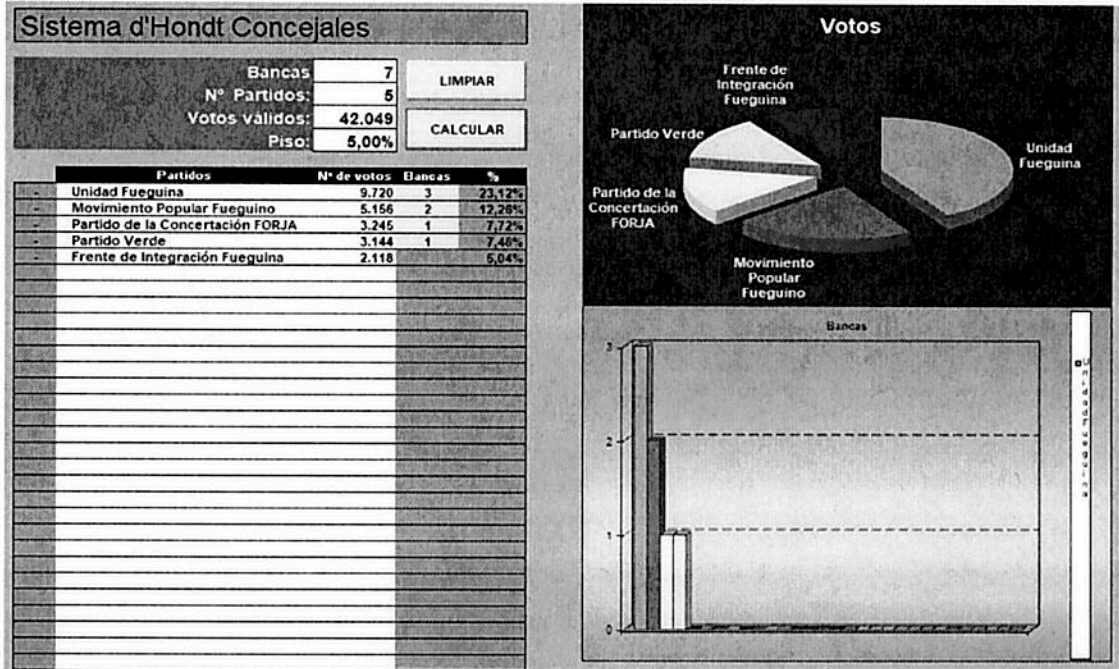 Sistema d'Hondt Concejales
Bancas 7
Nº Partidos: 5
Votos válidos: 42.049
Piso: 5,00%
LIMPIAR
CALCULAR
Partidos Nº de votos Bancas %
- Unidad Fueguina 9.720 3 23,12%
- Movimiento Popular Fueguino 5.156 2 12,26%
- Partido de la Concertación FORJA 3.245 1 7,72%
- Partido Verde 3.144 1 7,48%
- Frente de Integración Fueguina 2.118 5,04%
Votos
Frente de
Integración
Fueguina
Partido Verde
Unidad
Fueguina
Partido de la
Concertación
FORJA
Movimiento
Popular
Fueguino
Bancas
3
2
1
0
Unidad Fueguina